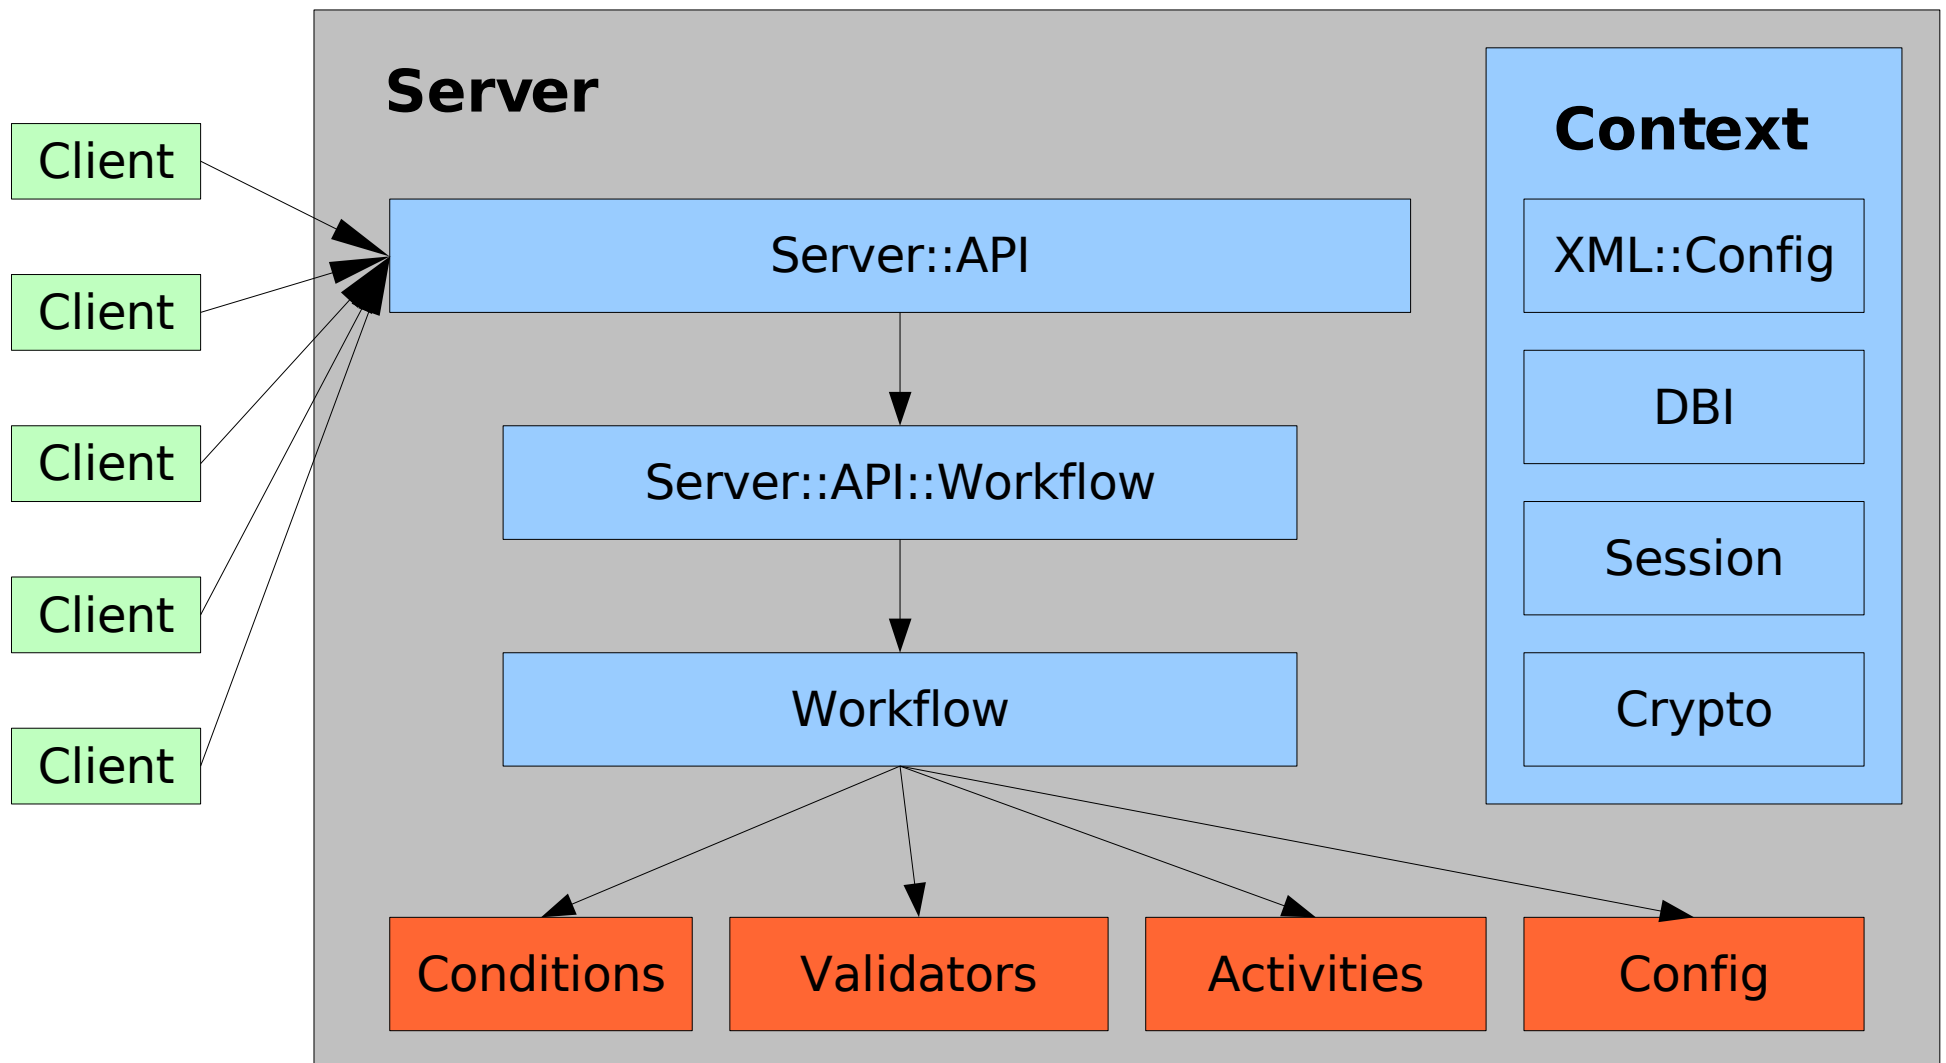 Server
Context
Client
Client
Client
Client
Client
Server::API
Server::API::Workflow
Workflow
XML::Config
DBI
Session
Crypto
Conditions
Validators
Activities
Config